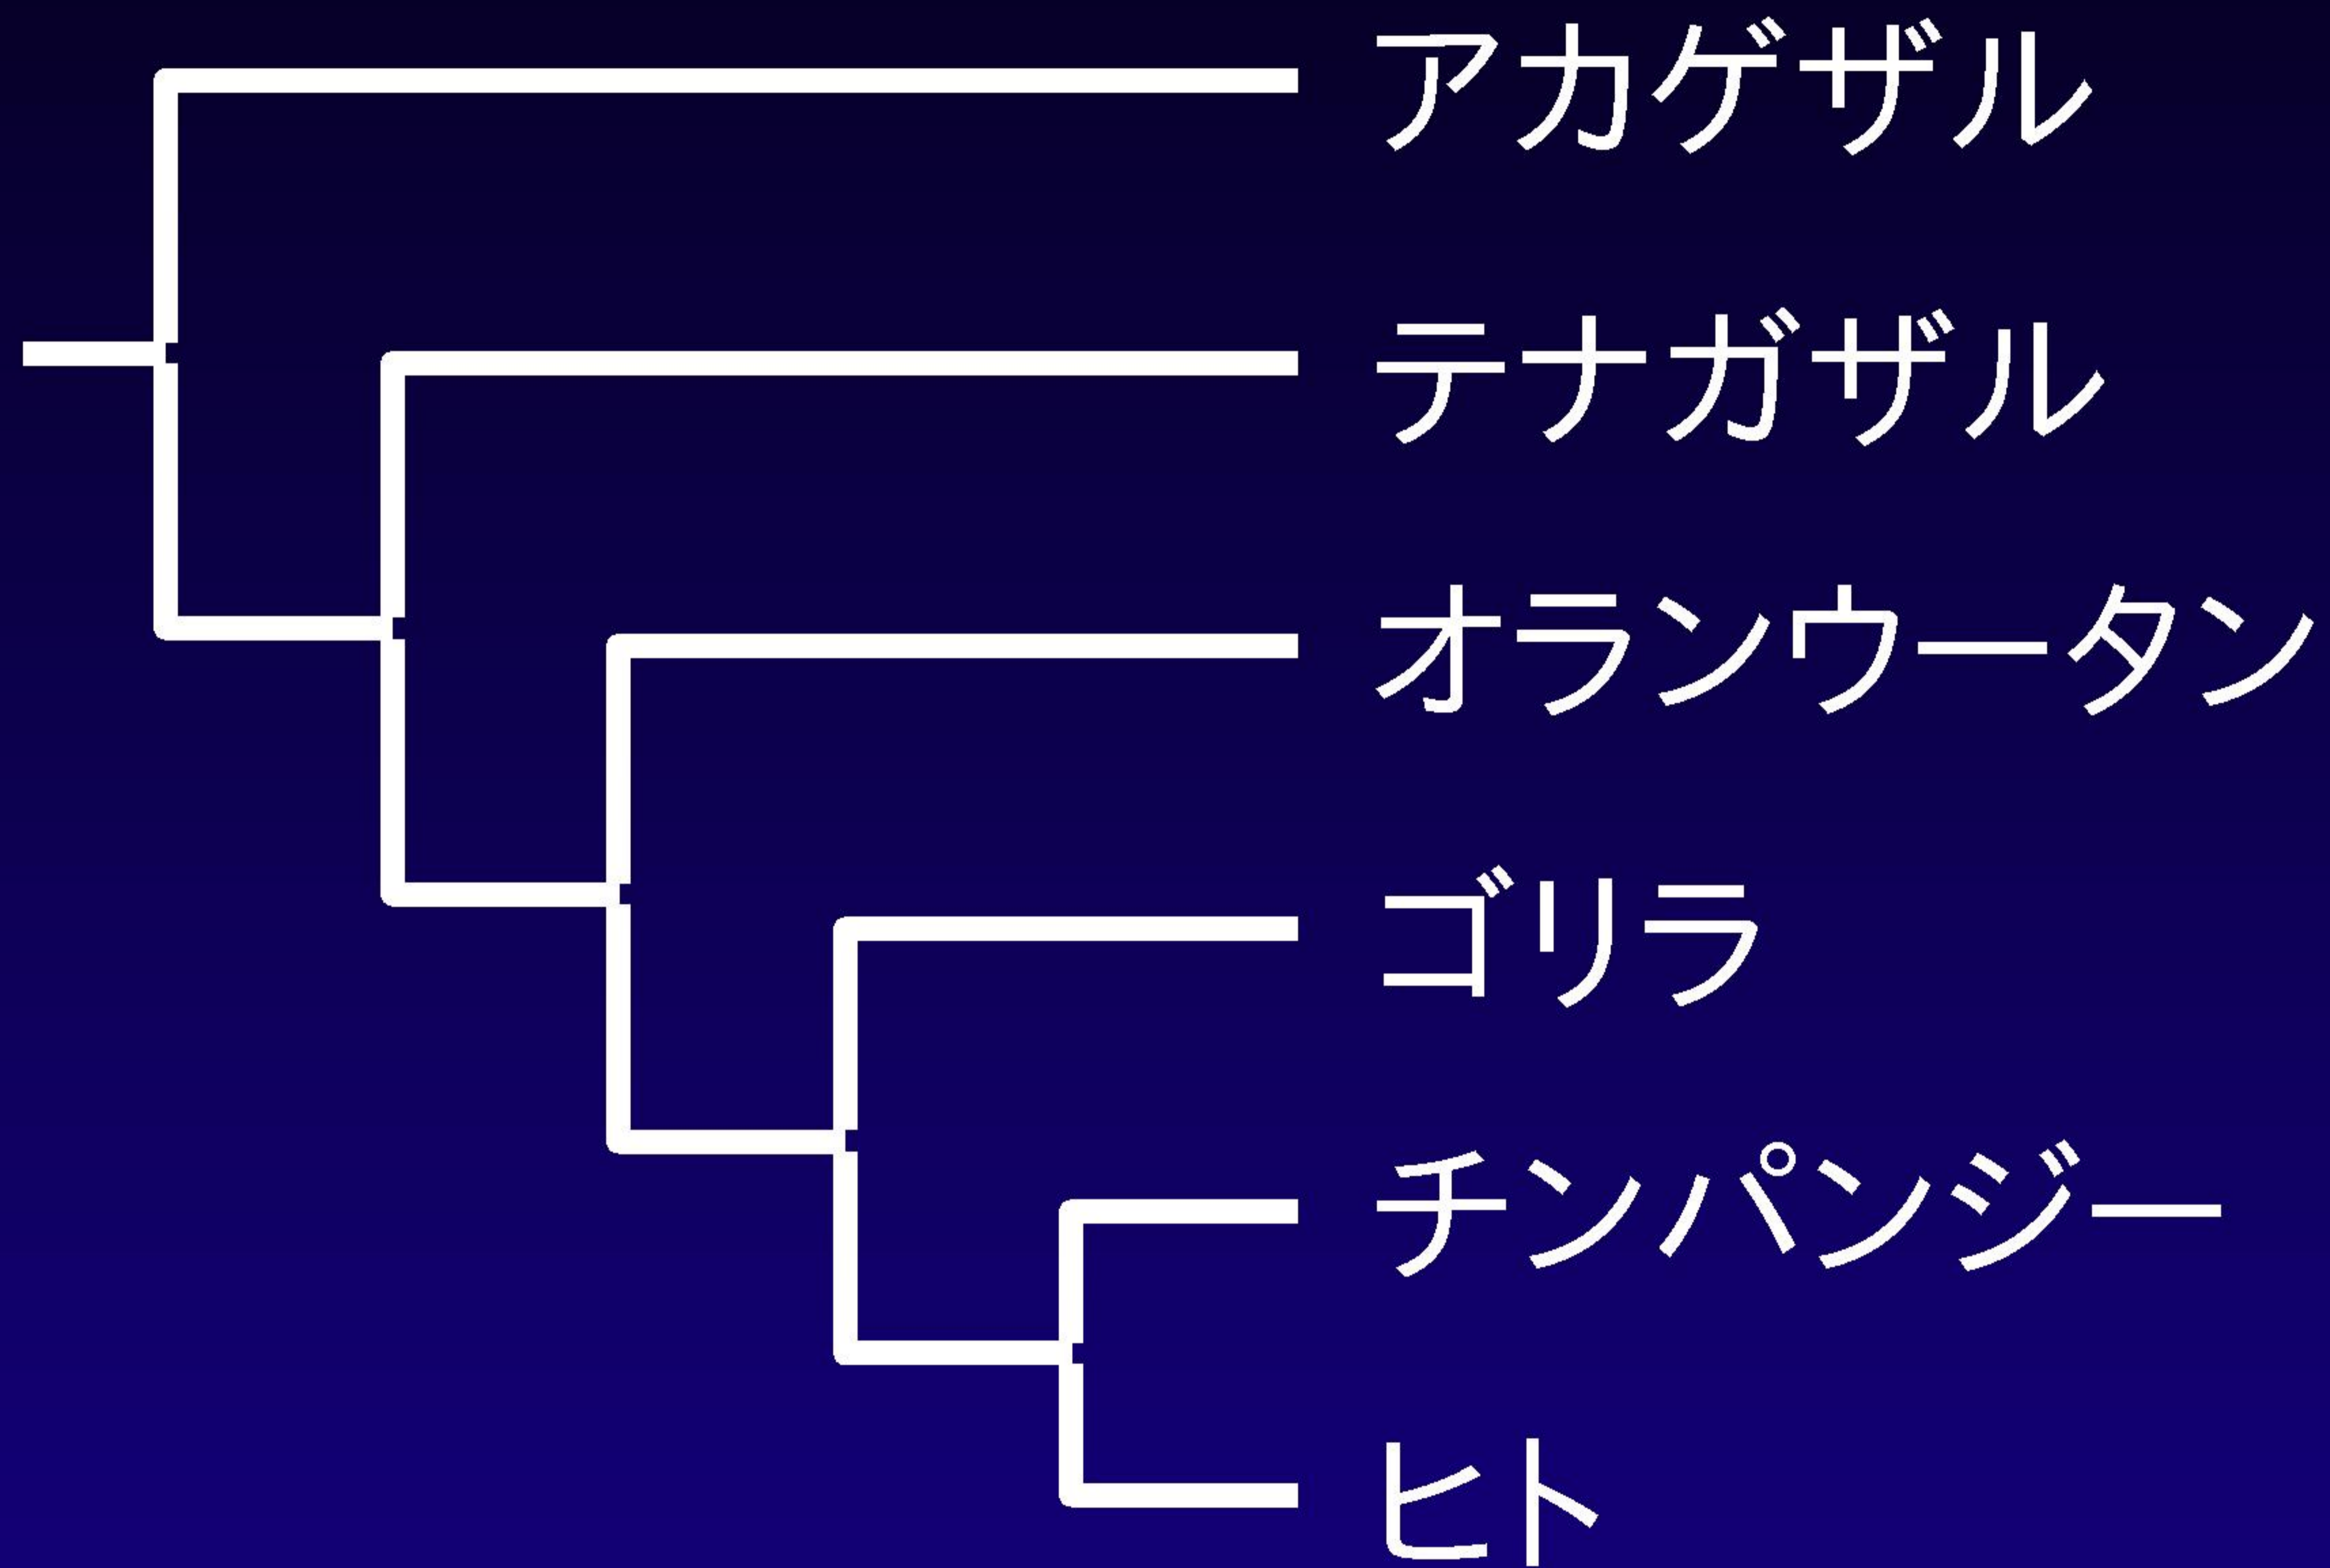 アカゲザル
テナガザル
オランウータン
ゴリラ
チンパンジー
ヒト